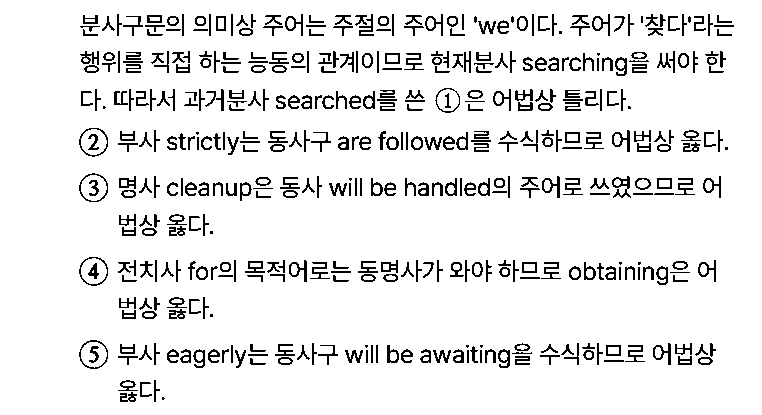 분사구문의 의미상 주어는 주절의 주어인 'we'이다. 주어가 '찾다'라는
행위를 직접 하는 능동의 관계이므로 현재분사 searching을 써야 한
다. 따라서 과거분사 searched를 쓴 ①은 어법상 틀리다.
② 부사 strictly는 동사구 are followed를 수식하므로 어법상 옳다.
③ 명사 cleanup은 동사 will be handled의 주어로 쓰였으므로 어
법상 옳다.
④ 전치사 for의 목적어로는 동명사가 와야 하므로 obtaining은 어
법상 옳다.
⑤ 부사 eagerly는 동사구 will be awaiting을 수식하므로 어법상
옳다.